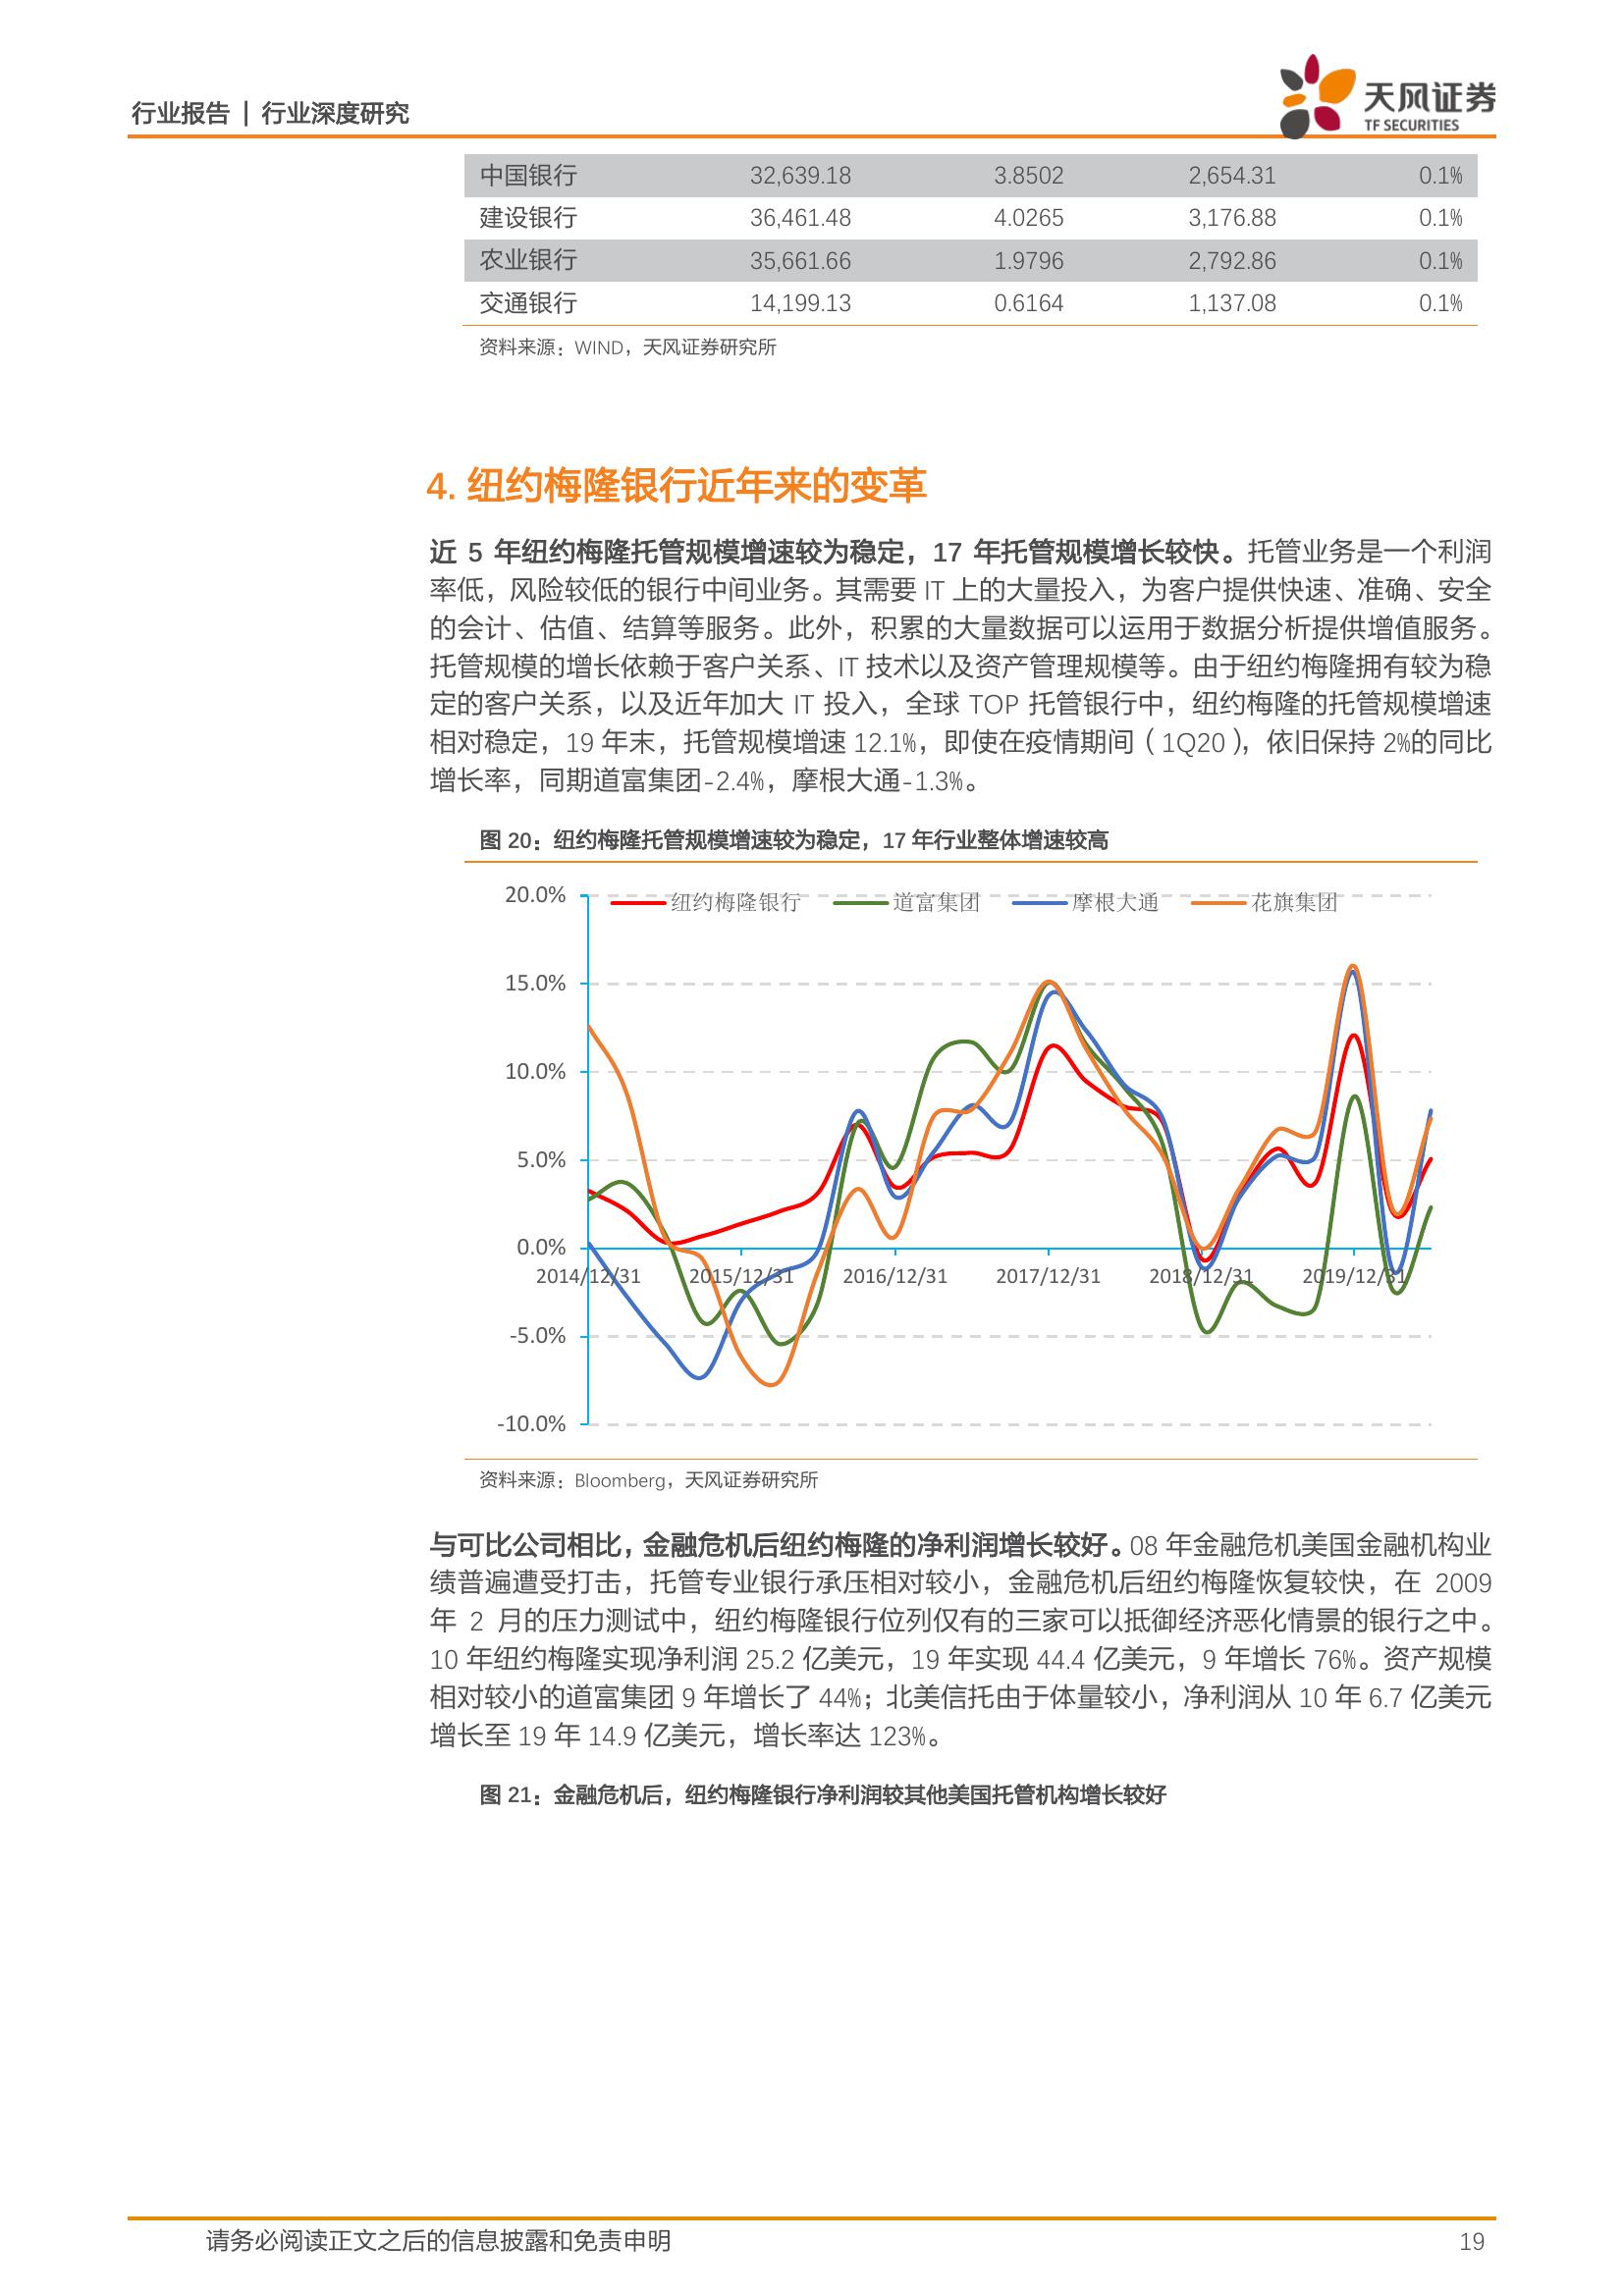 行业报告 | 行业深度研究
天风证券
TF SECURITIES
中国银行 32,639.18 3.8502 2,654.31 0.1%
建设银行 36,461.48 4.0265 3,176.88 0.1%
农业银行 35,661.66 1.9796 2,792.86 0.1%
交通银行 14,199.13 0.6164 1,137.08 0.1%
资料来源：WIND，天风证券研究所
4. 纽约梅隆银行近年来的变革
近 5 年纽约梅隆托管规模增速较为稳定，17 年托管规模增长较快。托管业务是一个利润
率低，风险较低的银行中间业务。其需要 IT 上的大量投入，为客户提供快速、准确、安全
的会计、估值、结算等服务。此外，积累的大量数据可以运用于数据分析提供增值服务。
托管规模的增长依赖于客户关系、IT 技术以及资产管理规模等。由于纽约梅隆拥有较为稳
定的客户关系，以及近年加大 IT 投入，全球 TOP 托管银行中，纽约梅隆的托管规模增速
相对稳定，19 年末，托管规模增速 12.1%，即使在疫情期间（1Q20），依旧保持 2%的同比
增长率，同期道富集团-2.4%，摩根大通-1.3%。
图 20：纽约梅隆托管规模增速较为稳定，17 年行业整体增速较高
20.0%
纽约梅隆银行 道富集团 摩根大通 花旗集团
15.0%
10.0%
5.0%
0.0%
2014/12/31 2015/12/31 2016/12/31 2017/12/31 2018/12/31 2019/12/31
-5.0%
-10.0%
资料来源：Bloomberg，天风证券研究所
与可比公司相比，金融危机后纽约梅隆的净利润增长较好。08 年金融危机美国金融机构业
绩普遍遭受打击，托管专业银行承压相对较小，金融危机后纽约梅隆恢复较快，在 2009
年 2 月的压力测试中，纽约梅隆银行位列仅有的三家可以抵御经济恶化情景的银行之中。
10 年纽约梅隆实现净利润 25.2 亿美元，19 年实现 44.4 亿美元，9 年增长 76%。资产规模
相对较小的道富集团 9 年增长了 44%；北美信托由于体量较小，净利润从 10 年 6.7 亿美元
增长至 19 年 14.9 亿美元，增长率达 123%。
图 21：金融危机后，纽约梅隆银行净利润较其他美国托管机构增长较好
请务必阅读正文之后的信息披露和免责申明 19